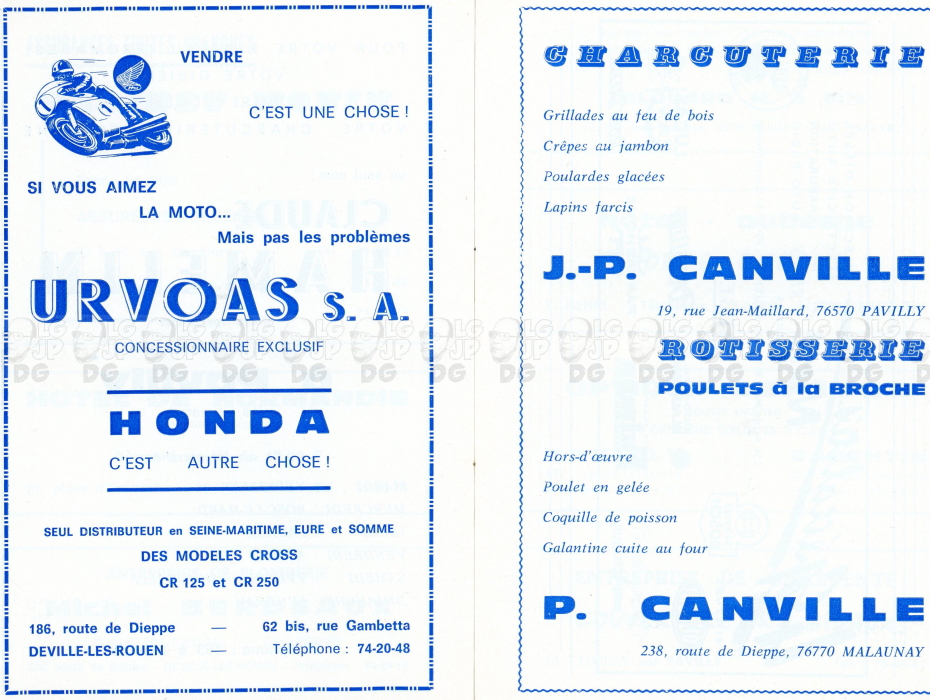 VENDRE
C'EST UNE CHOSE !
SI VOUS AIMEZ
LA MOTO...
Mais pas les problèmes
URVOAS S. A.
CONCESSIONNAIRE EXCLUSIF
HONDA
C'EST AUTRE CHOSE !
SEUL DISTRIBUTEUR en SEINE-MARITIME, EURE et SOMME
DES MODELES CROSS
CR 125 et CR 250
186, route de Dieppe — 62 bis, rue Gambetta
DEVILLE-LES-ROUEN — Téléphone : 74-20-48
CHARCUTERIE
Grillades au feu de bois
Crêpes au jambon
Poulardes glacées
Lapins farcis
J.-P. CANVILLE
19, rue Jean-Maillard, 76570 PAVILLY
ROTISSERIE
POULETS à la BROCHE
Hors-d'œuvre
Poulet en gelée
Coquille de poisson
Galantine cuite au four
P. CANVILLE
238, route de Dieppe, 76770 MALAUNAY